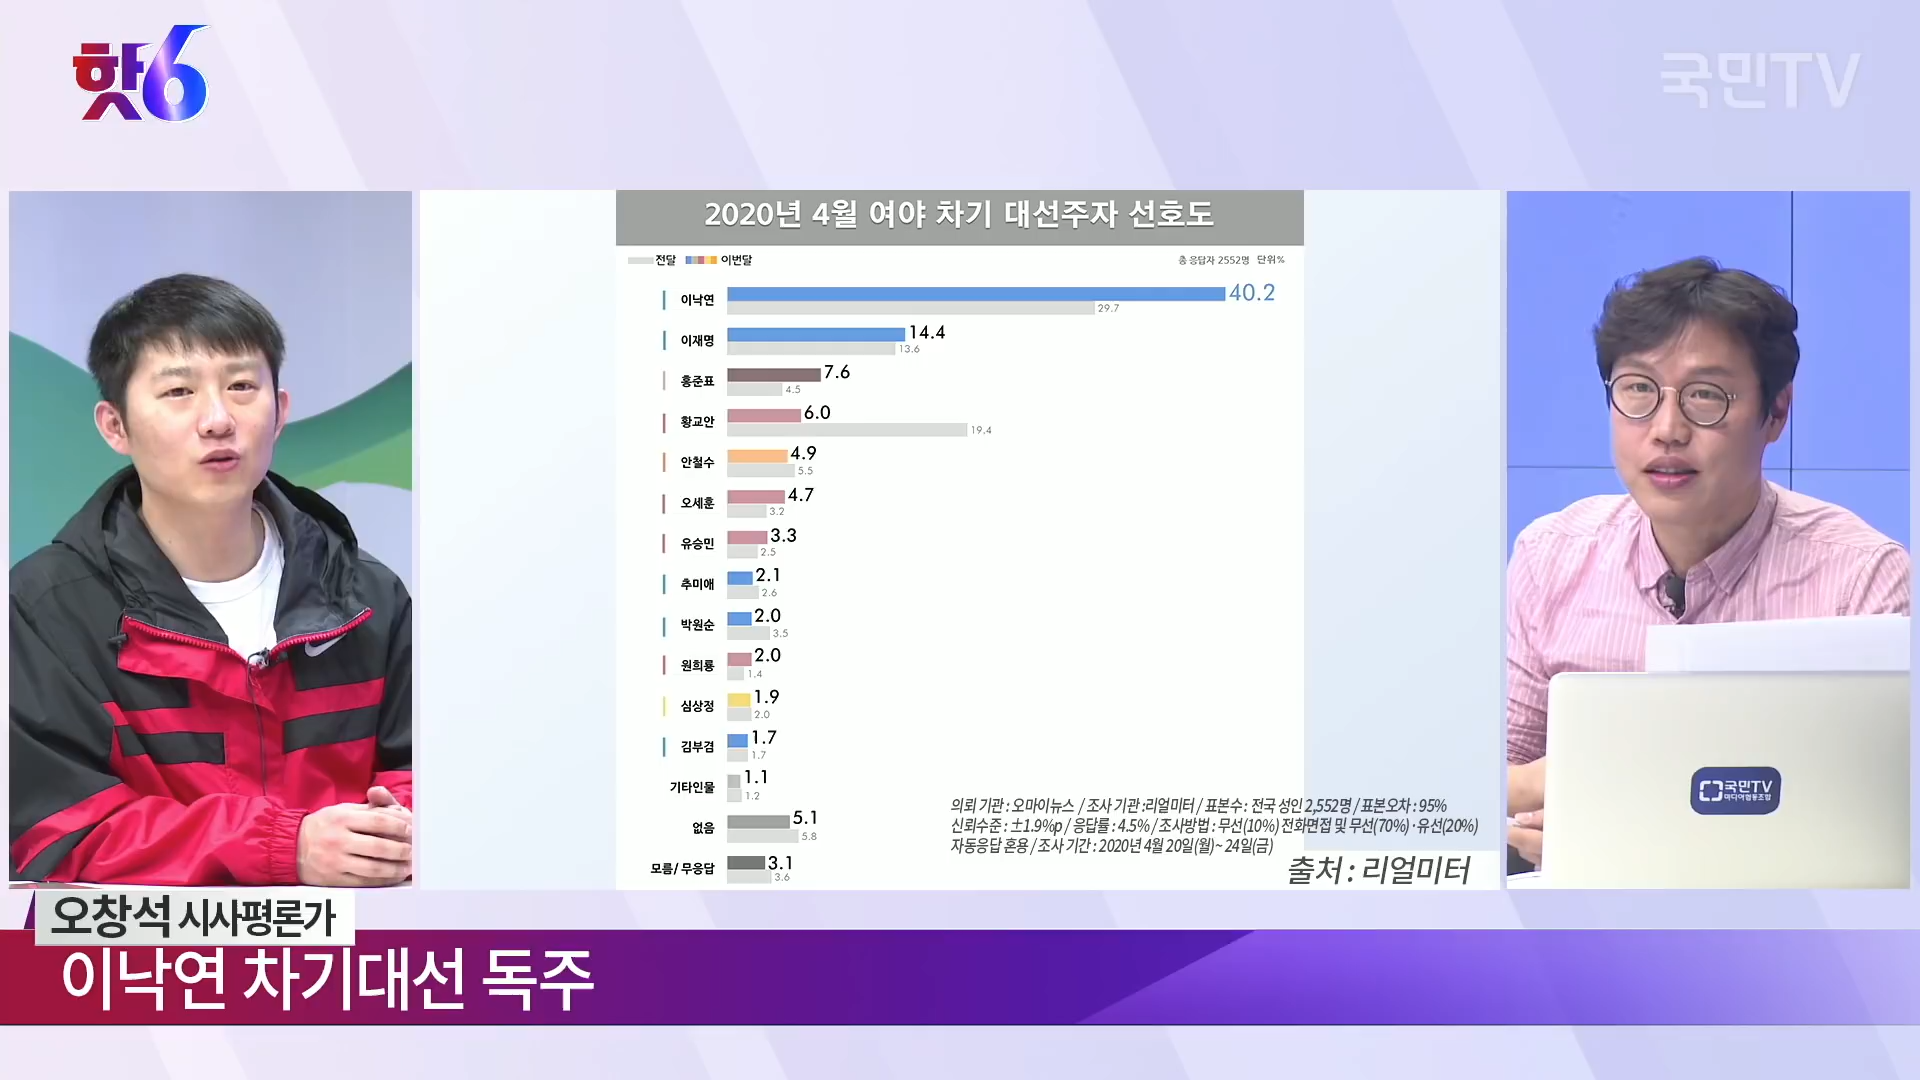 핫6
국민TV
2020년 4월 여야 차기 대선주자 선호도
전달 이번달
총 응답자 2552명 단위%
이낙연 40.2
29.7
이재명 14.4
13.6
홍준표 7.6
4.5
황교안 6.0
19.4
안철수 4.9
5.5
오세훈 4.7
3.2
유승민 3.3
2.5
추미애 2.1
2.6
박원순 2.0
3.5
원희룡 2.0
1.4
심상정 1.9
2.0
김부겸 1.7
1.7
기타인물 1.1
1.2
없음 5.1
5.8
모름/무응답 3.1
3.6
의뢰 기관 : 오마이뉴스 / 조사 기관 :리얼미터 / 표본수 : 전국 성인 2,552명 / 표본오차 : 95%
신뢰수준 : ±1.9%p / 응답률 : 4.5% / 조사방법 : 무선(10%) 전화면접 및 무선(70%)·유선(20%)
자동응답 혼용 / 조사 기간 : 2020년 4월 20일(월)~ 24일(금)
출처 : 리얼미터
국민TV
미디어협동조합
오창석 시사평론가
이낙연 차기대선 독주